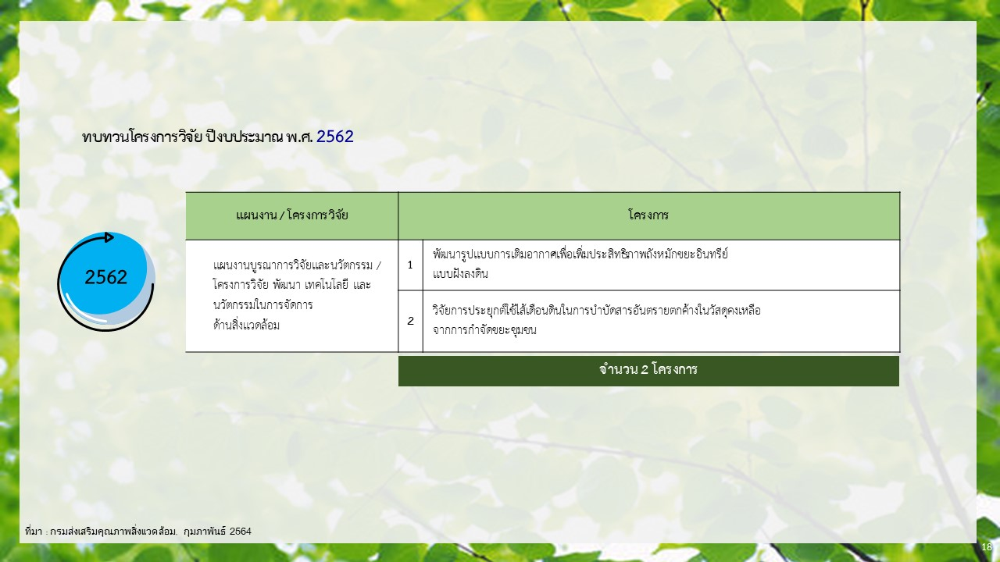 ทบทวนโครงการวิจัย ปีงบประมาณ พ.ศ. 2562
แผนงาน / โครงการวิจัย
โครงการ
2562
แผนงานบูรณาการวิจัยและนวัตกรรม /
โครงการวิจัย พัฒนา เทคโนโลยี และ
นวัตกรรมในการจัดการ
ด้านสิ่งแวดล้อม
1
พัฒนารูปแบบการเติมอากาศเพื่อเพิ่มประสิทธิภาพถังหมักขยะอินทรีย์
แบบฝังลงดิน
2
วิจัยการประยุกต์ใช้ไส้เดือนดินในการบำบัดสารอันตรายตกค้างในวัสดุคงเหลือ
จากการกำจัดขยะชุมชน
จำนวน 2 โครงการ
ที่มา : กรมส่งเสริมคุณภาพสิ่งแวดล้อม. กุมภาพันธ์ 2564
18